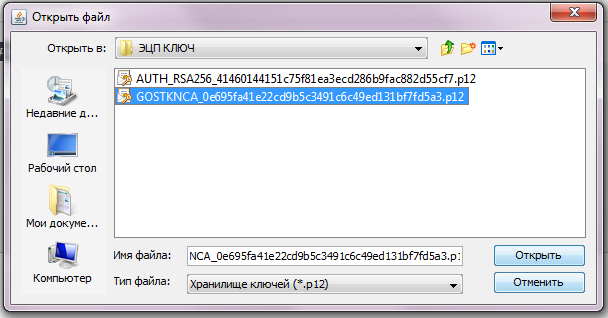 Открыть файл
Открыть в:
ЭЦП КЛЮЧ
Недавние д...
Рабочий стол
Мои докуме...
Компьютер
AUTH_RSA256_41460144151c75f81ea3ecd286b9fac882d55cf7.p12
GOSTKNCA_0e695fa41e22cd9b5c3491c6c49ed131bf7fd5a3.p12
Имя файла:
NCA_0e695fa41e22cd9b5c3491c6c49ed131bf7fd5a3.p1
Открыть
Тип файла:
Хранилище ключей (*.p12)
Отменить